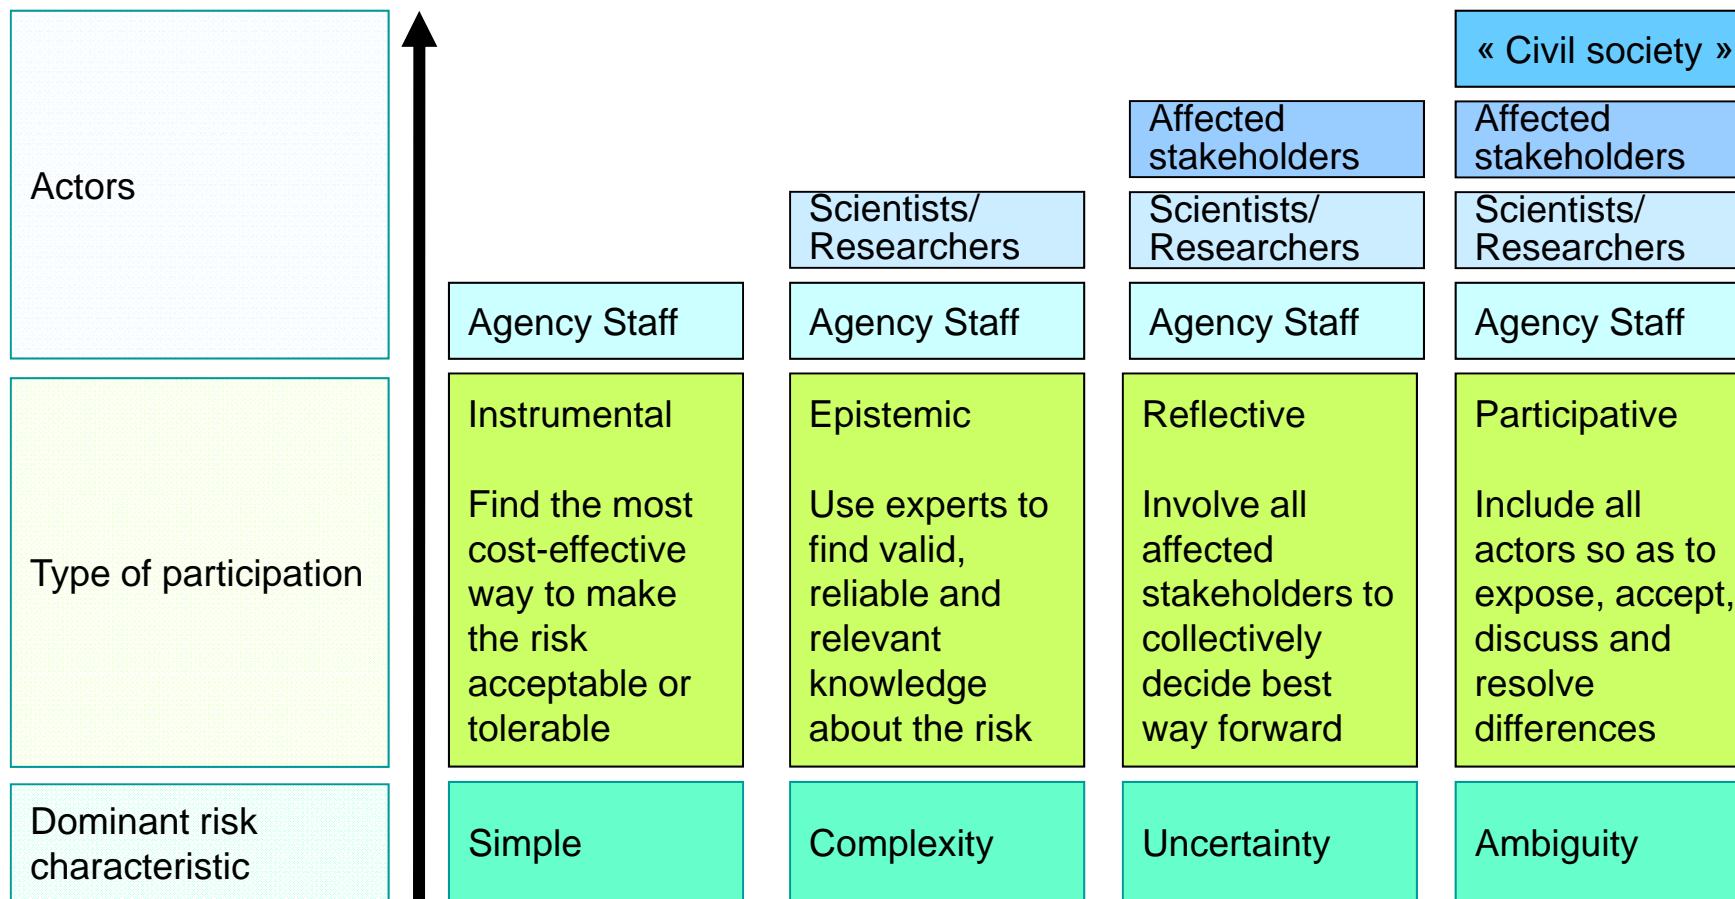 « Civil society »
Affected
stakeholders
Affected
stakeholders
Actors
Scientists/
Researchers
Scientists/
Researchers
Scientists/
Researchers
Agency Staff
Agency Staff
Agency Staff
Agency Staff
Type of participation
Instrumental
Find the most
cost-effective
way to make
the risk
acceptable or
tolerable
Epistemic
Use experts to
find valid,
reliable and
relevant
knowledge
about the risk
Reflective
Involve all
affected
stakeholders to
collectively
decide best
way forward
Participative
Include all
actors so as to
expose, accept,
discuss and
resolve
differences
Dominant risk
characteristic
Simple
Complexity
Uncertainty
Ambiguity